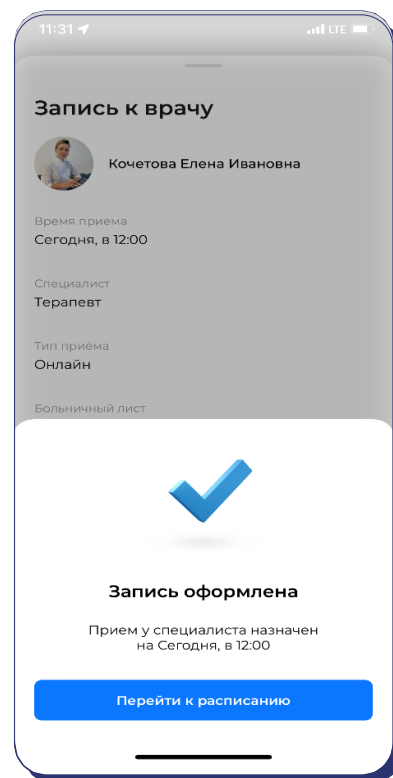 11:31
LTE
Запись к врачу
Кочетова Елена Ивановна
Время приема
Сегодня, в 12:00
Специалист
Терапевт
Тип приёма
Онлайн
Больничный лист
Запись оформлена
Прием у специалиста назначен
на Сегодня, в 12:00
Перейти к расписанию